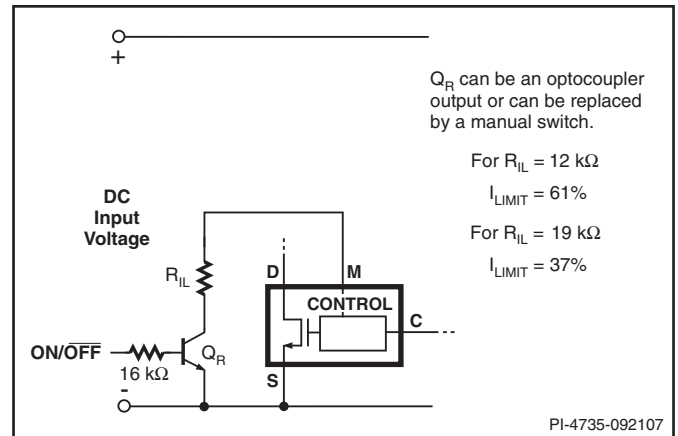 +
Q_R can be an optocoupler
output or can be replaced
by a manual switch.
For R_IL = 12 kΩ
I_LIMIT = 61%
For R_IL = 19 kΩ
I_LIMIT = 37%
DC
Input
Voltage
R_IL
D
M
CONTROL
C
ON/O̅F̅F̅
16 kΩ
Q_R
S
-
PI-4735-092107